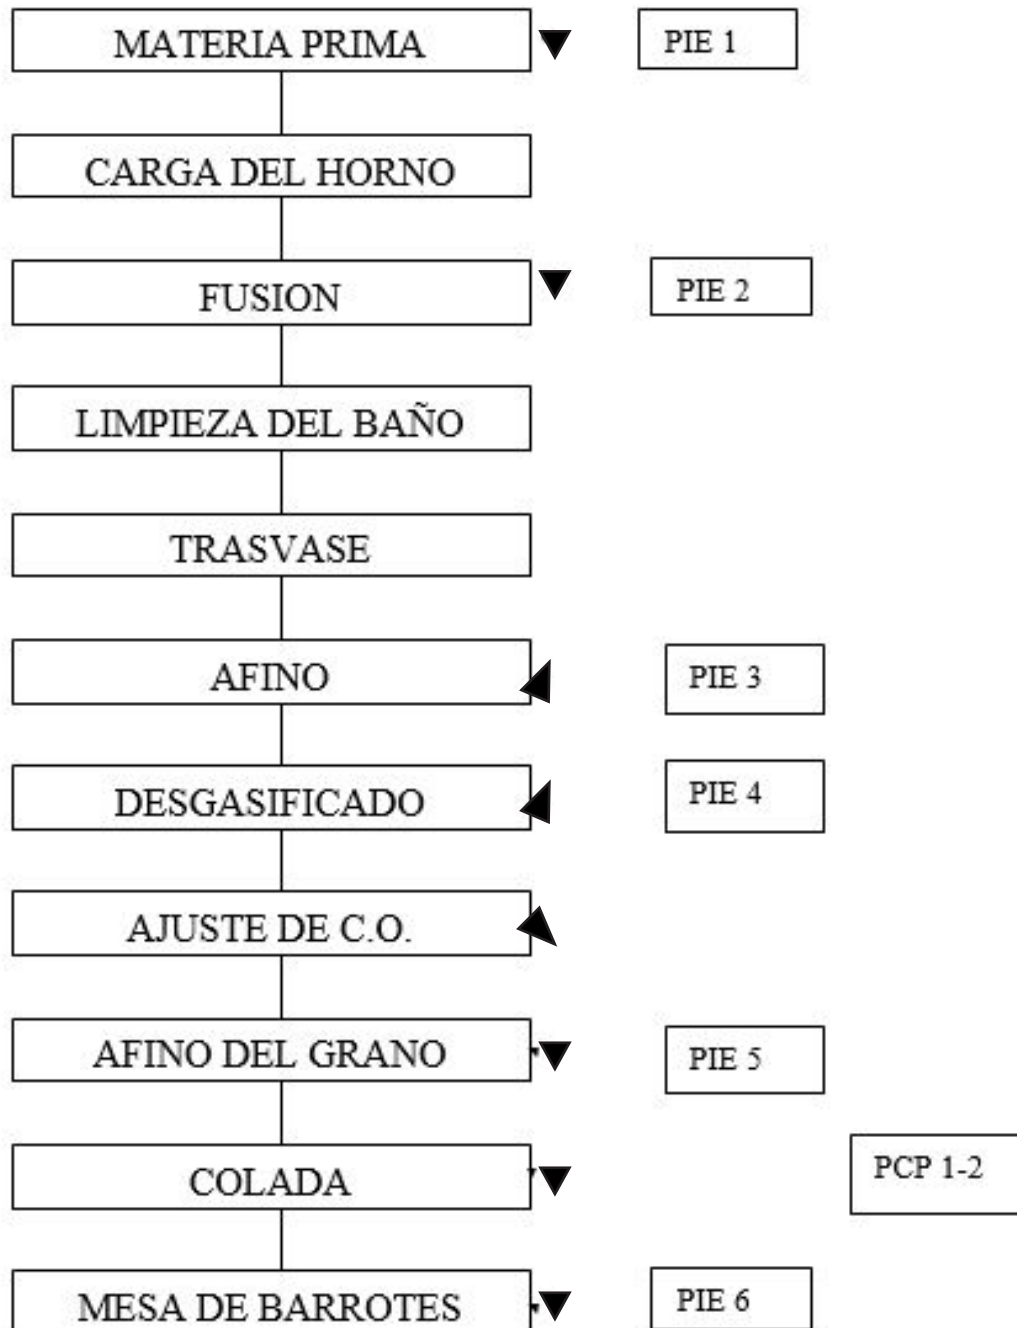 MATERIA PRIMA
PIE 1
CARGA DEL HORNO
FUSION
PIE 2
LIMPIEZA DEL BAÑO
TRASVASE
AFINO
PIE 3
DESGASIFICADO
PIE 4
AJUSTE DE C.O.
AFINO DEL GRANO
PIE 5
COLADA
PCP 1-2
MESA DE BARROTES
PIE 6